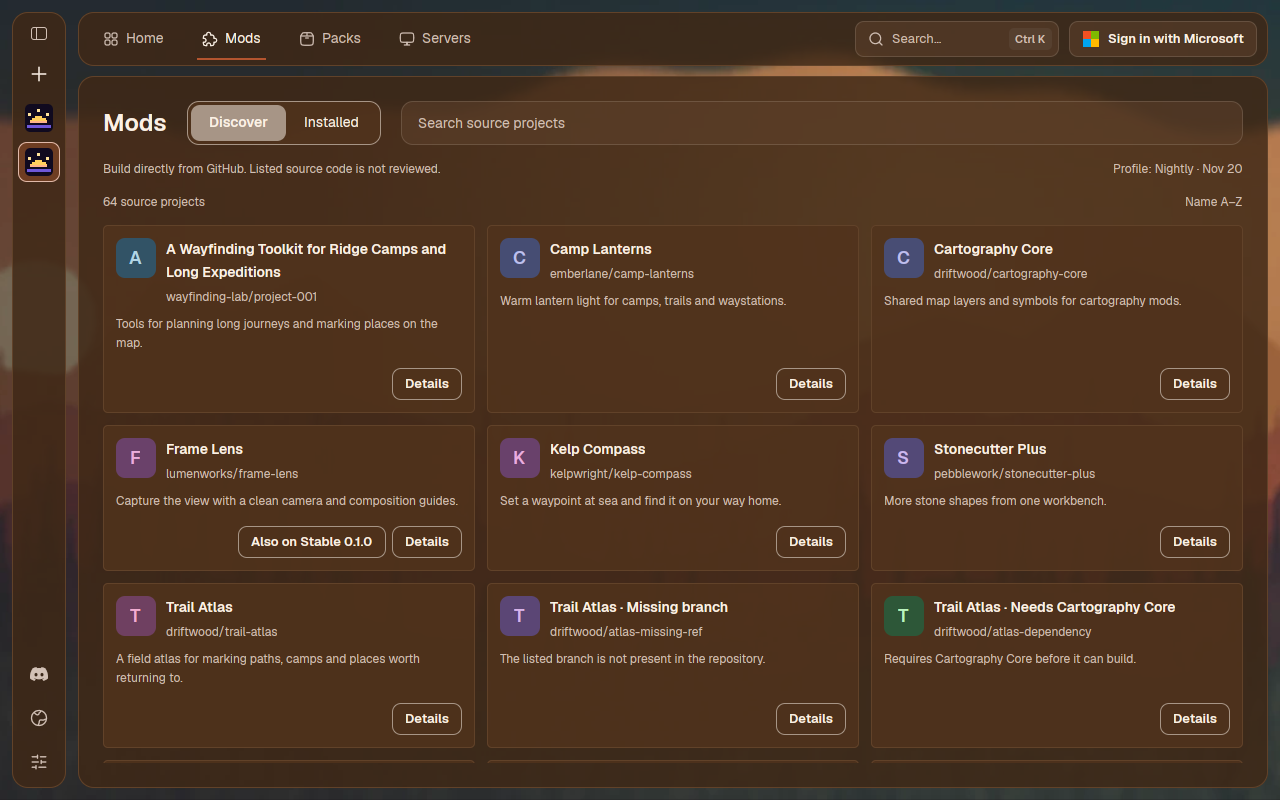 Home
Mods
Packs
Servers
Search...
Ctrl K
Sign in with Microsoft
Mods
Discover
Installed
Search source projects
Build directly from GitHub. Listed source code is not reviewed.
Profile: Nightly · Nov 20
64 source projects
Name A–Z
A
A Wayfinding Toolkit for Ridge Camps and
Long Expeditions
wayfinding-lab/project-001
Tools for planning long journeys and marking places on the
map.
Details
C
Camp Lanterns
emberlane/camp-lanterns
Warm lantern light for camps, trails and waystations.
Details
C
Cartography Core
driftwood/cartography-core
Shared map layers and symbols for cartography mods.
Details
F
Frame Lens
lumenworks/frame-lens
Capture the view with a clean camera and composition guides.
Also on Stable 0.1.0
Details
K
Kelp Compass
kelpwright/kelp-compass
Set a waypoint at sea and find it on your way home.
Details
S
Stonecutter Plus
pebblework/stonecutter-plus
More stone shapes from one workbench.
Details
T
Trail Atlas
driftwood/trail-atlas
A field atlas for marking paths, camps and places worth
returning to.
Details
T
Trail Atlas · Missing branch
driftwood/atlas-missing-ref
The listed branch is not present in the repository.
Details
T
Trail Atlas · Needs Cartography Core
driftwood/atlas-dependency
Requires Cartography Core before it can build.
Details